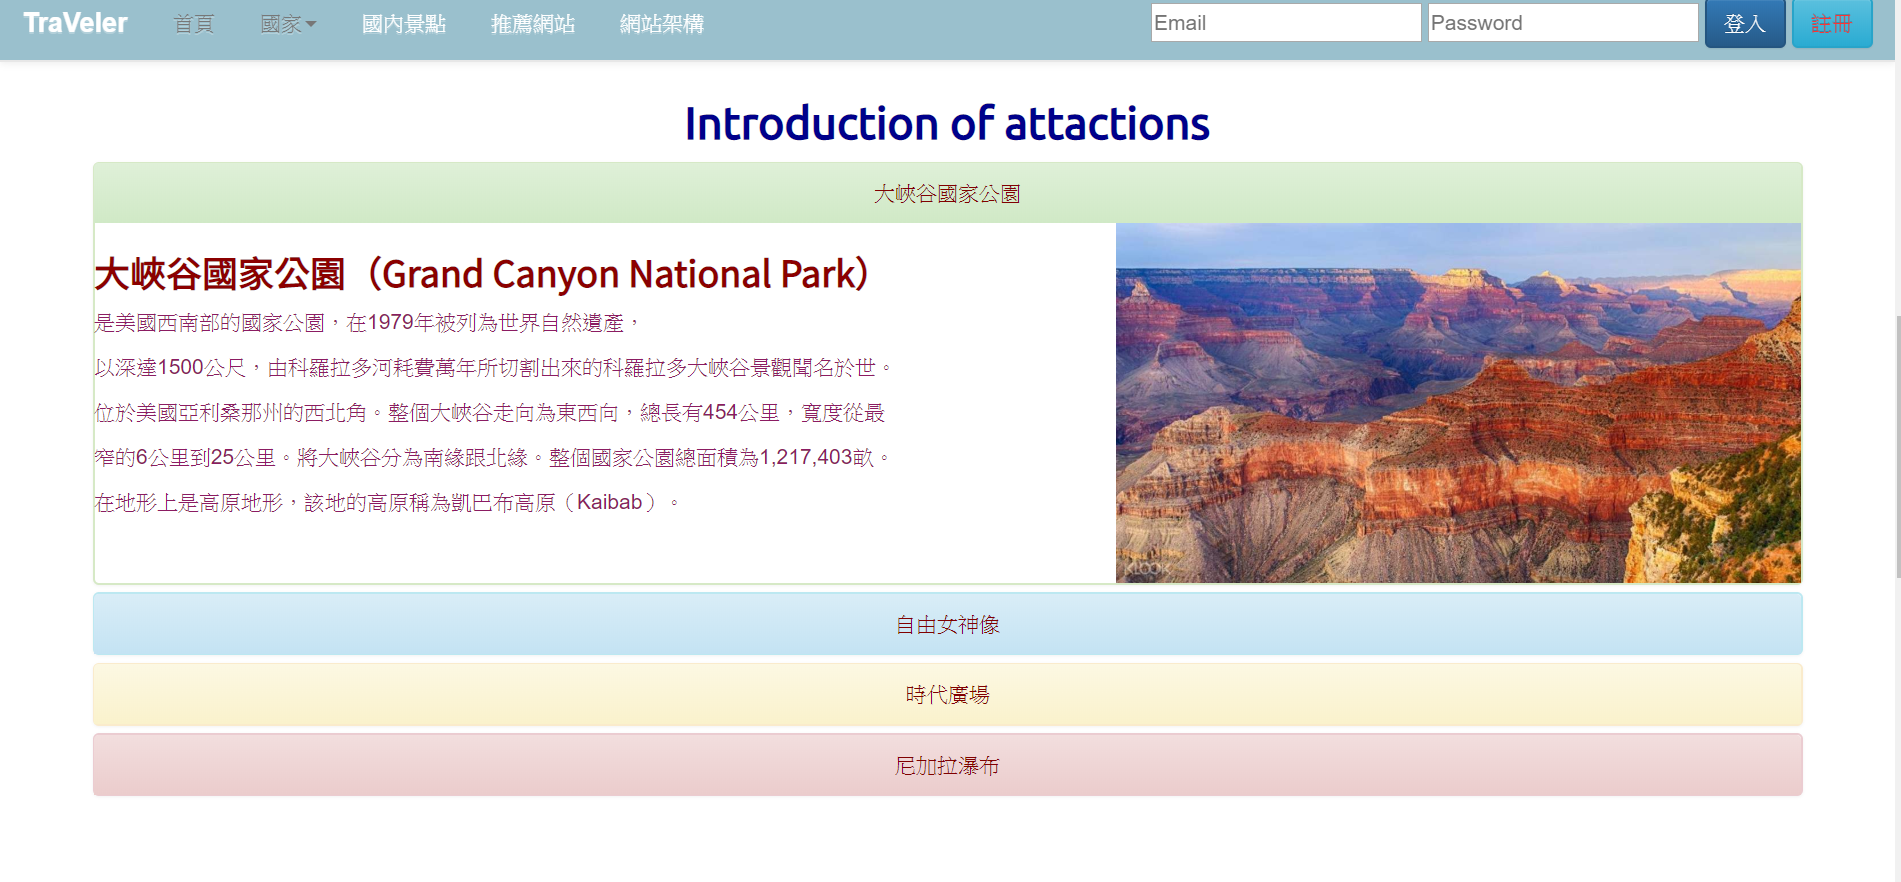 TraVeler 首頁 國家 國內景點 推薦網站 網站架構 Email Password 登入 註冊
Introduction of attactions
大峽谷國家公園
大峽谷國家公園（Grand Canyon National Park）
是美國西南部的國家公園，在1979年被列為世界自然遺產，
以深達1500公尺，由科羅拉多河耗費萬年所切割出來的科羅拉多大峽谷景觀聞名於世。
位於美國亞利桑那州的西北角。整個大峽谷走向為東西向，總長有454公里，寬度從最
窄的6公里到25公里。將大峽谷分為南緣跟北緣。整個國家公園總面積為1,217,403畝。
在地形上是高原地形，該地的高原稱為凱巴布高原（Kaibab）。
KLOOK
自由女神像
時代廣場
尼加拉瀑布